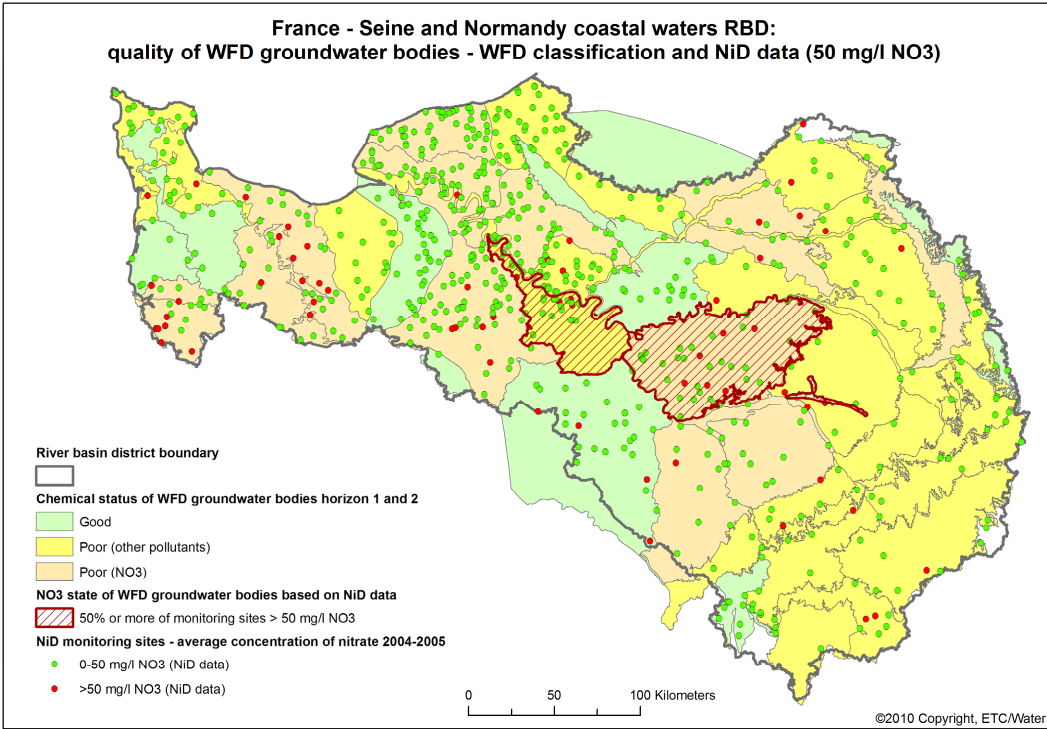 France - Seine and Normandy coastal waters RBD:
quality of WFD groundwater bodies - WFD classification and NiD data (50 mg/l NO3)
River basin district boundary
Chemical status of WFD groundwater bodies horizon 1 and 2
Good
Poor (other pollutants)
Poor (NO3)
NO3 state of WFD groundwater bodies based on NiD data
50% or more of monitoring sites > 50 mg/l NO3
NiD monitoring sites - average concentration of nitrate 2004-2005
0-50 mg/l NO3 (NiD data)
>50 mg/l NO3 (NiD data)
0 50 100 Kilometers
©2010 Copyright, ETC/Water